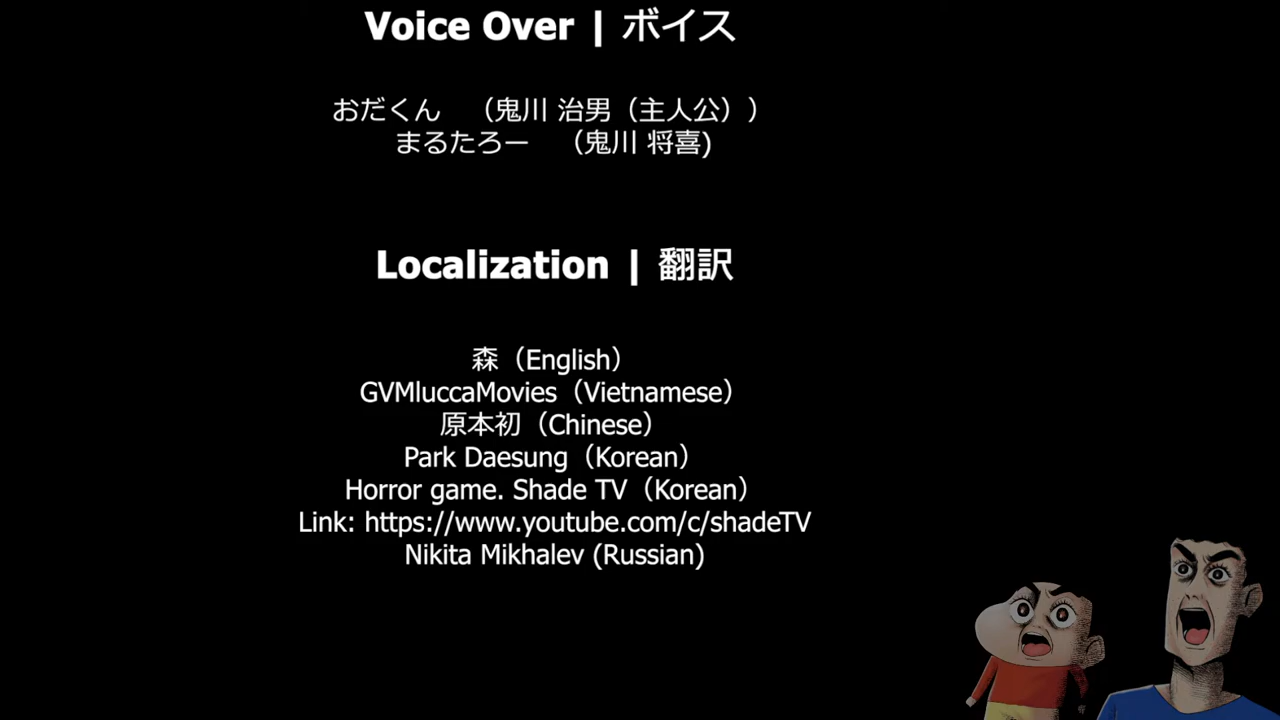 Voice Over | ボイス
おだくん （鬼川 治男（主人公））
まるたろー （鬼川 将喜)
Localization | 翻訳
森（English）
GVMluccaMovies（Vietnamese）
原本初（Chinese）
Park Daesung（Korean）
Horror game. Shade TV（Korean）
Link: https://www.youtube.com/c/shadeTV
Nikita Mikhalev (Russian)